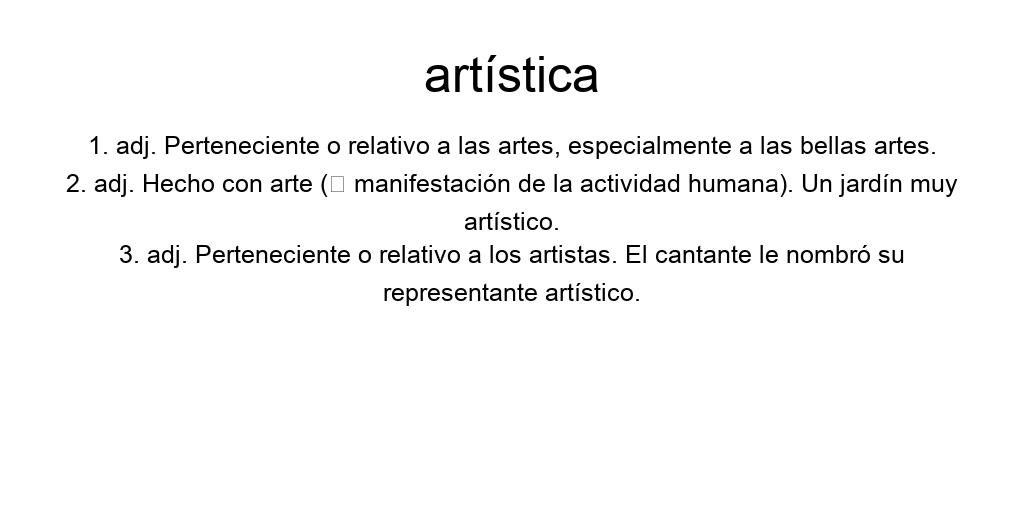 artística
1. adj. Perteneciente o relativo a las artes, especialmente a las bellas artes.
2. adj. Hecho con arte (□ manifestación de la actividad humana). Un jardín muy
artístico.
3. adj. Perteneciente o relativo a los artistas. El cantante le nombró su
representante artístico.